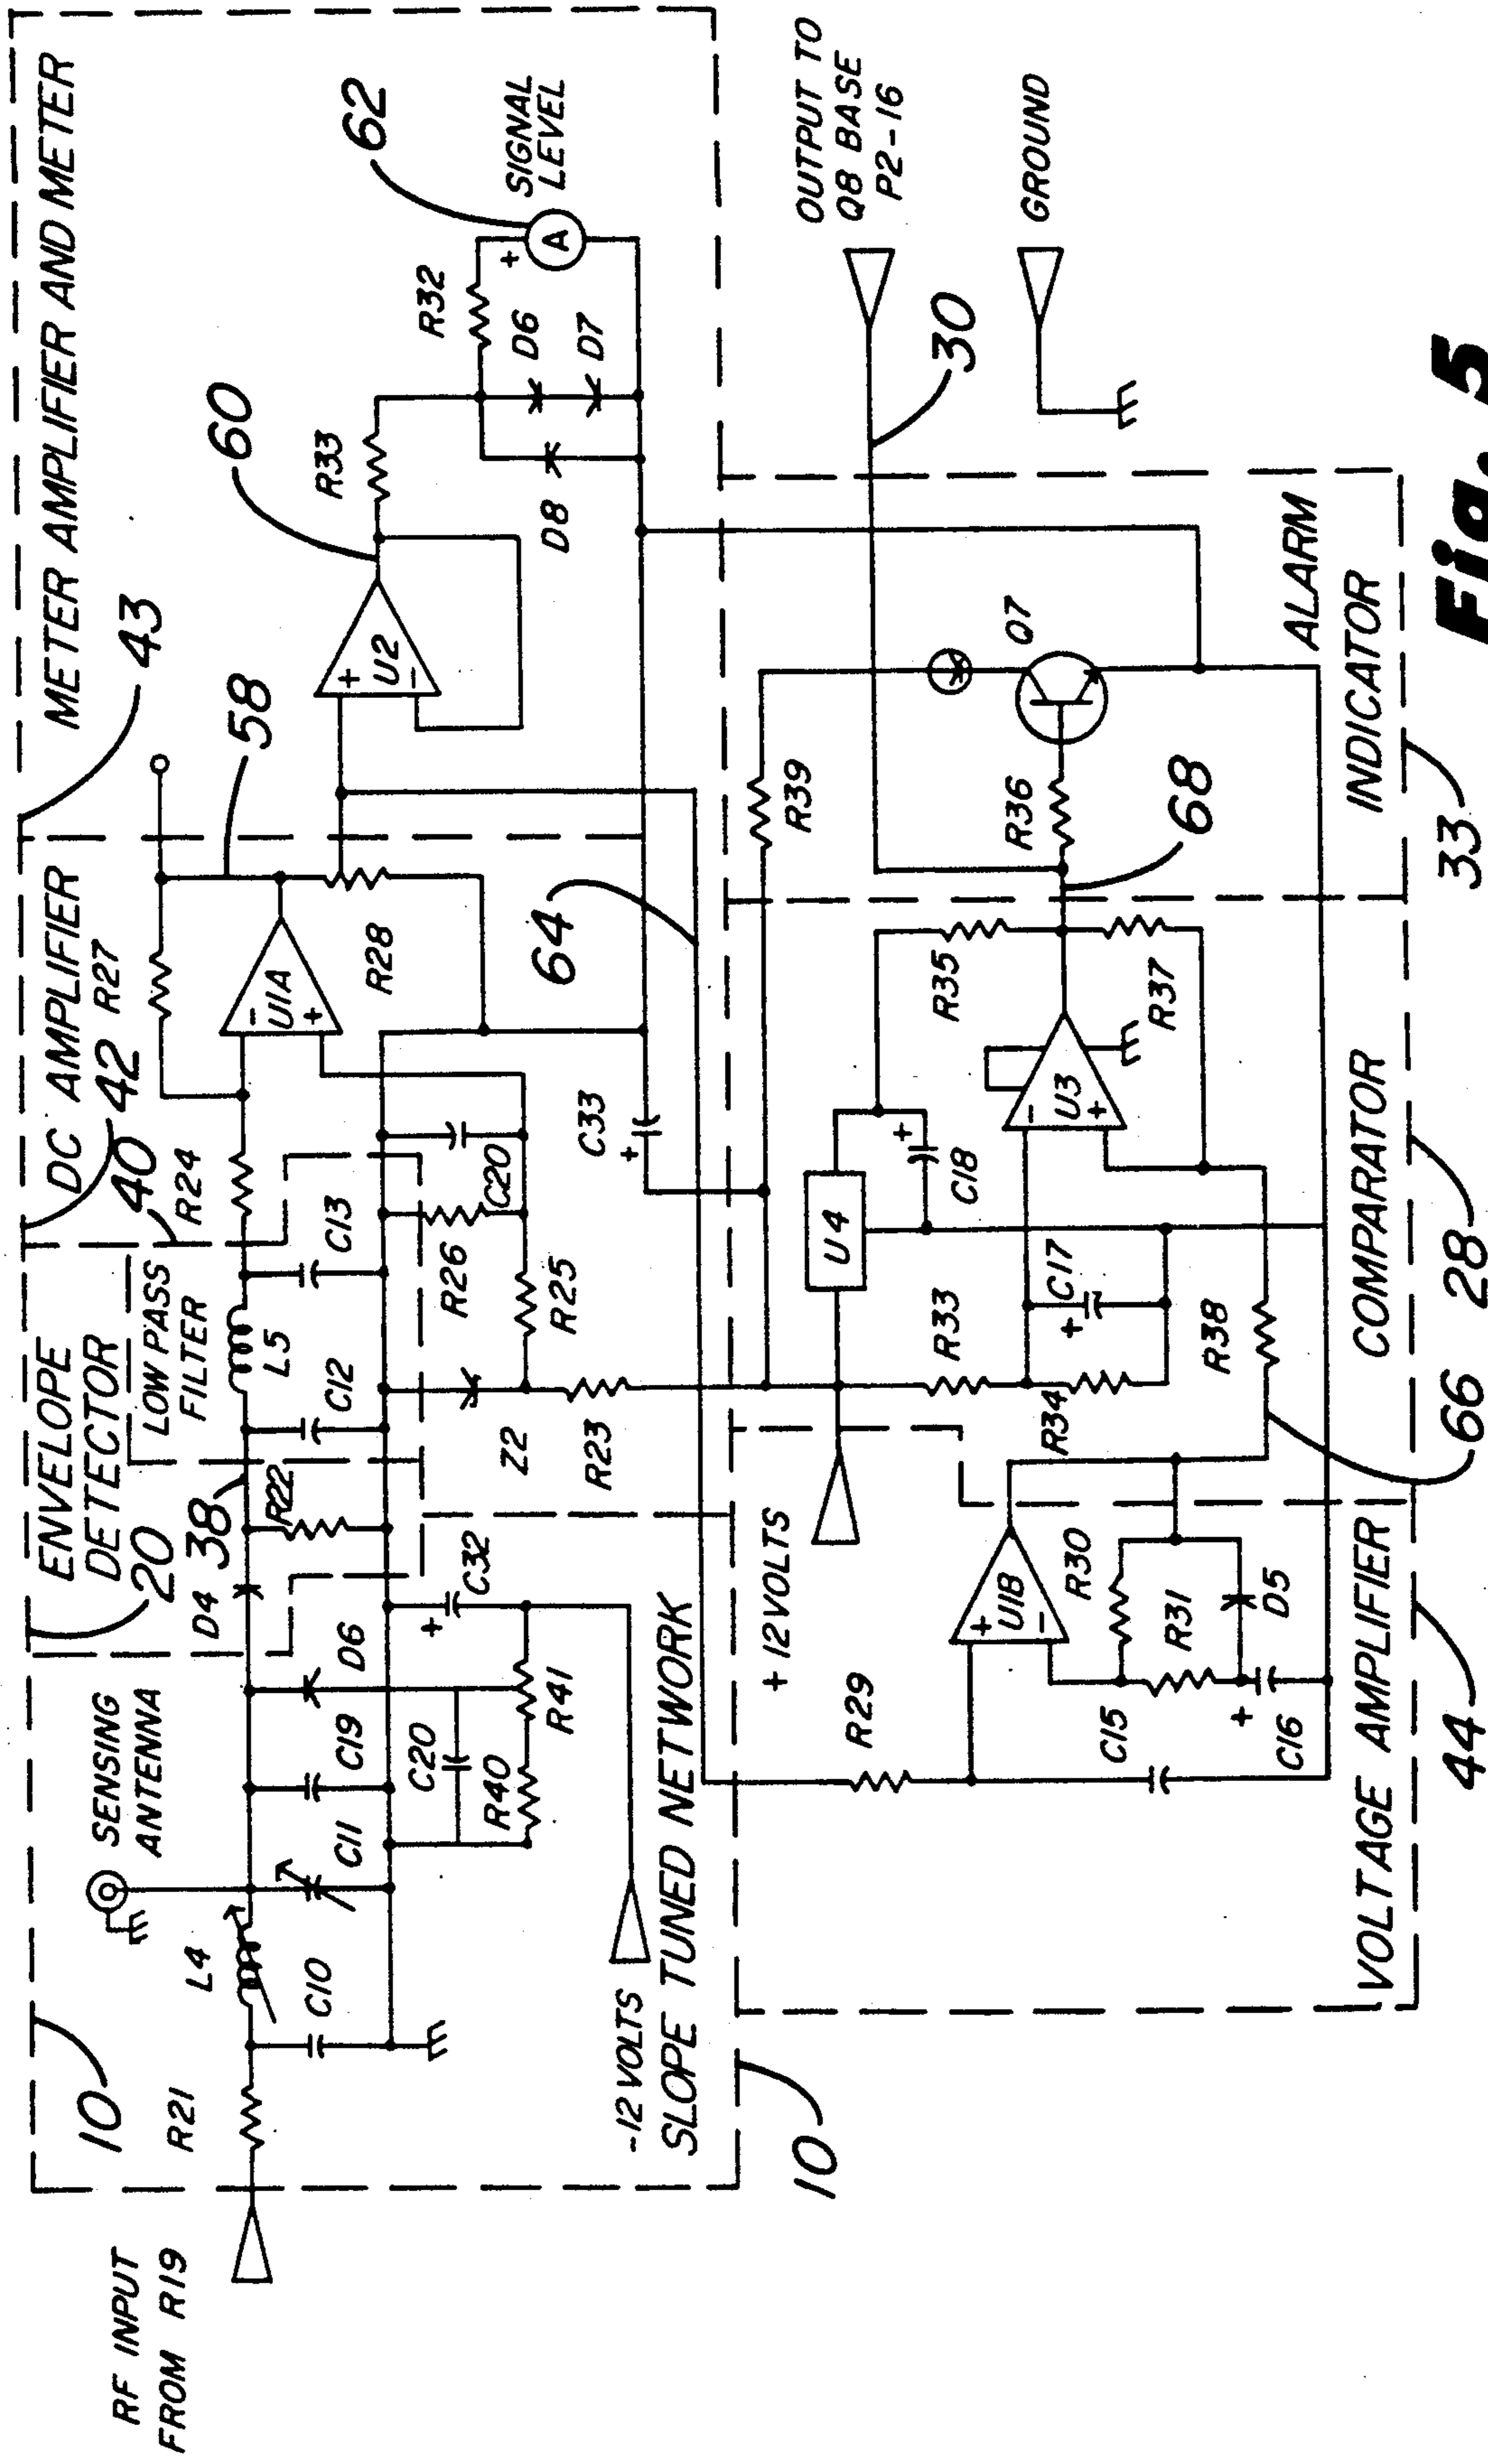 METER AMPLIFIER AND METER
43
DC AMPLIFIER
42
40
ENVELOPE
DETECTOR
20
LOW PASS
FILTER
38
SENSING
ANTENNA
10
RF INPUT
FROM R19
R21
L4
C10
C11
C19
D6
C20
R40
R41
C32
+
-12 VOLTS
SLOPE TUNED NETWORK
10
D4
R22
C12
L5
C13
R24
R27
58
-
U1A
+
R28
R26
C20
R25
Z2
R23
C33
+
64
+
U2
-
60
R33
R32
D6
D7
D8
+
A
62
SIGNAL
LEVEL
OUTPUT TO
Q8 BASE
P2-16
30
GROUND
+12VOLTS
R29
C15
+
U1B
-
R30
R31
D5
+
C16
VOLTAGE AMPLIFIER
44
R33
R34
C17
+
U4
+
C18
R35
-
U3
+
R37
R38
COMPARATOR
66
28
R39
R36
68
Q7
ALARM
INDICATOR
33
Fig. 5